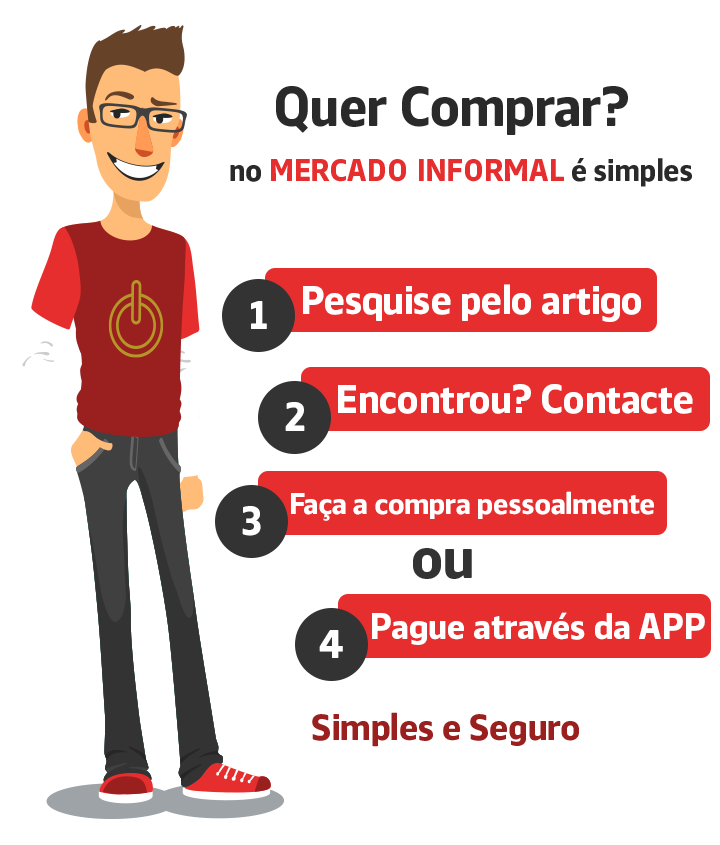 Quer Comprar?
no MERCADO INFORMAL é simples
1 Pesquise pelo artigo
2 Encontrou? Contacte
3 Faça a compra pessoalmente
ou
4 Pague através da APP
Simples e Seguro